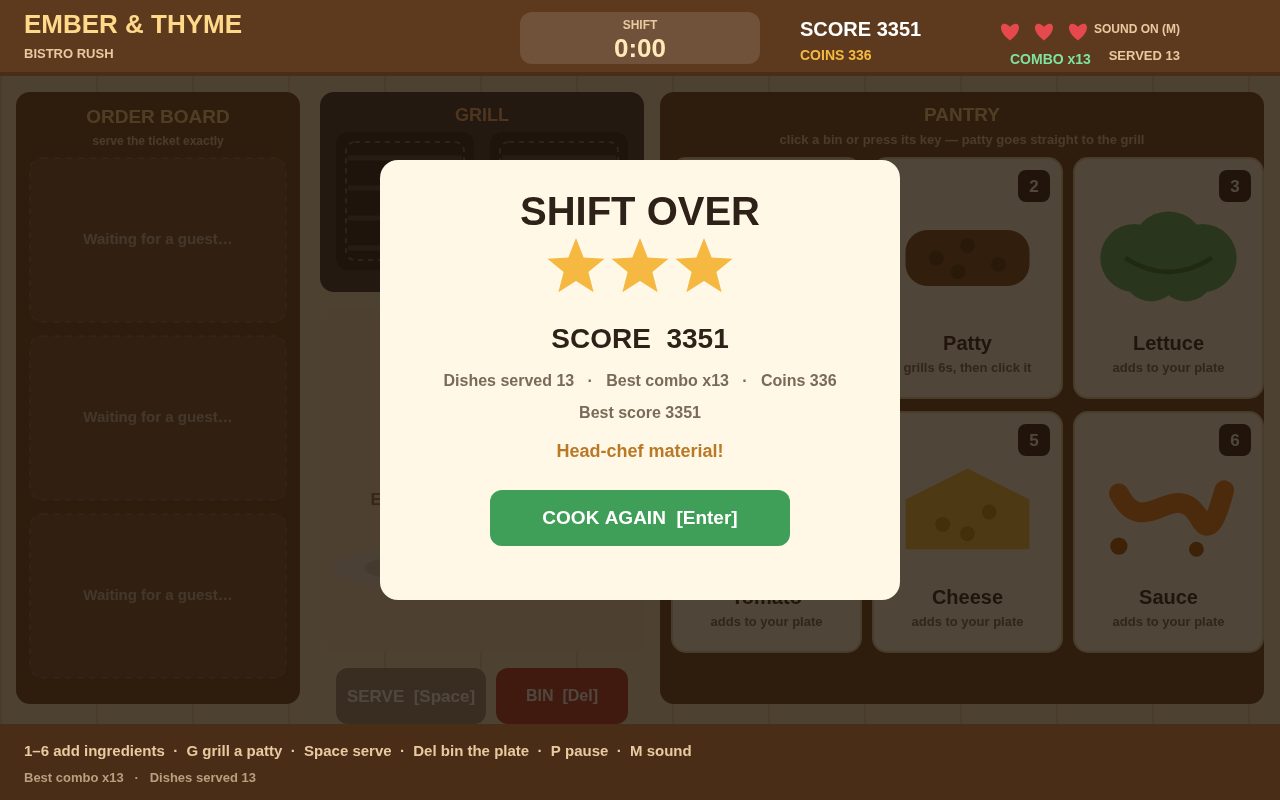 EMBER & THYME
BISTRO RUSH
SHIFT
0:00
SCORE 3351
COINS 336
SOUND ON (M)
COMBO x13
SERVED 13
ORDER BOARD
serve the ticket exactly
Waiting for a guest…
Waiting for a guest…
Waiting for a guest…
GRILL
PANTRY
click a bin or press its key — patty goes straight to the grill
2
Patty
grills 6s, then click it
3
Lettuce
adds to your plate
Tomato
adds to your plate
5
Cheese
adds to your plate
6
Sauce
adds to your plate
SHIFT OVER
SCORE 3351
Dishes served 13 · Best combo x13 · Coins 336
Best score 3351
Head-chef material!
COOK AGAIN [Enter]
SERVE [Space]
BIN [Del]
1–6 add ingredients · G grill a patty · Space serve · Del bin the plate · P pause · M sound
Best combo x13 · Dishes served 13